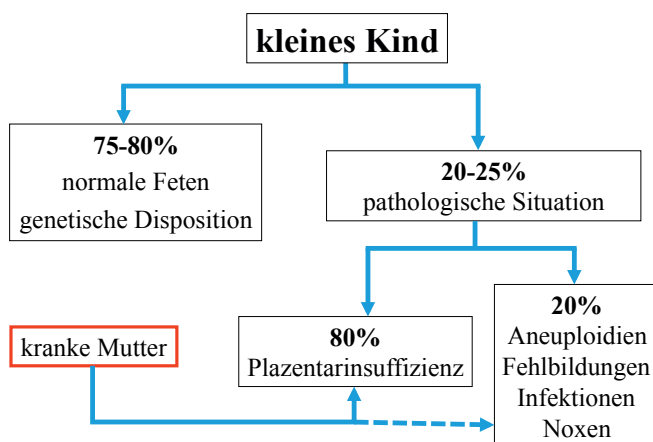 kleines Kind
75-80%
normale Feten
genetische Disposition
20-25%
pathologische Situation
kranke Mutter
80%
Plazentarinsuffizienz
20%
Aneuploidien
Fehlbildungen
Infektionen
Noxen